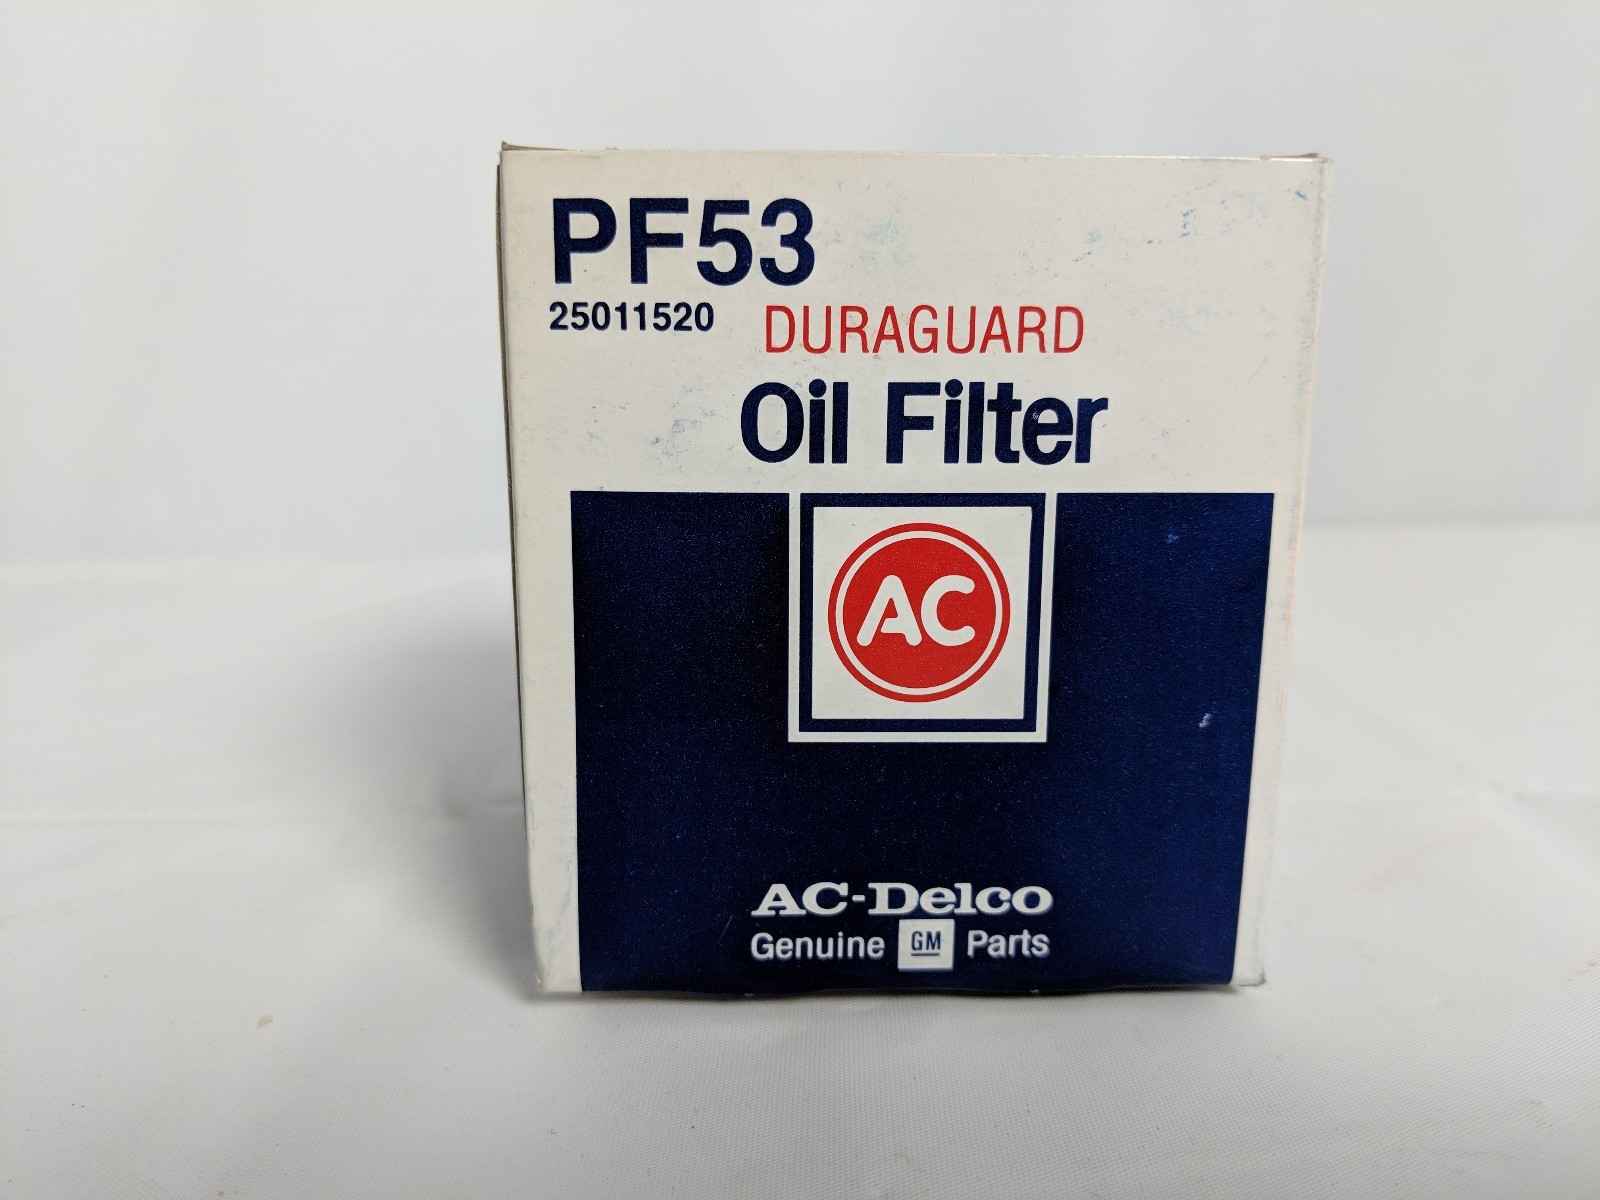 PF53
25011520
DURAGUARD
Oil Filter
AC
AC-Delco
Genuine GM Parts